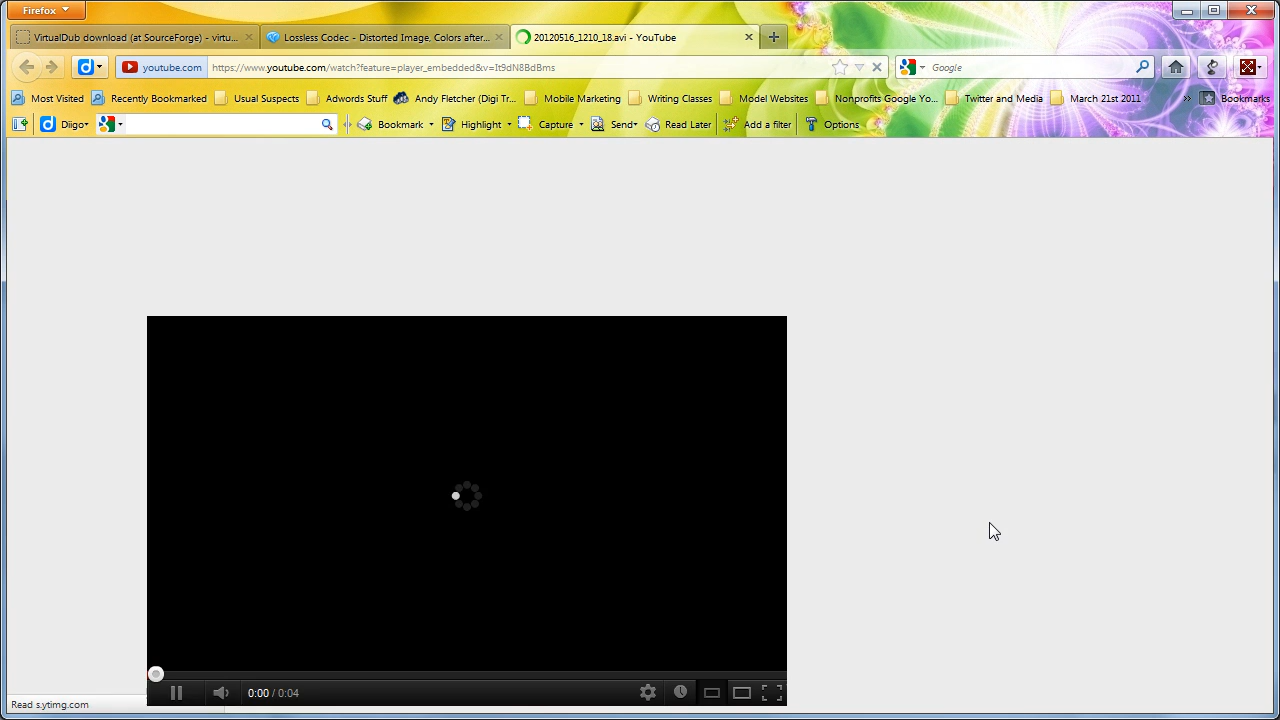 Firefox
VirtualDub download (at SourceForge) - virtu...
Lossless Codec - Distorted Image, Colors after...
20120516_1210_18.avi - YouTube
youtube.com
https://www.youtube.com/watch?feature=player_embedded&v=It9dN8BdBms
Google
Most Visited Recently Bookmarked Usual Suspects Adwords Stuff Andy Fletcher (Digi Tr... Mobile Marketing Writing Classes Model Websites Nonprofits Google Yo... Twitter and Media March 21st 2011 » Bookmarks
Diigo Bookmark Highlight Capture Send Read Later Add a filter Options
0:00 / 0:04
Read s.ytimg.com